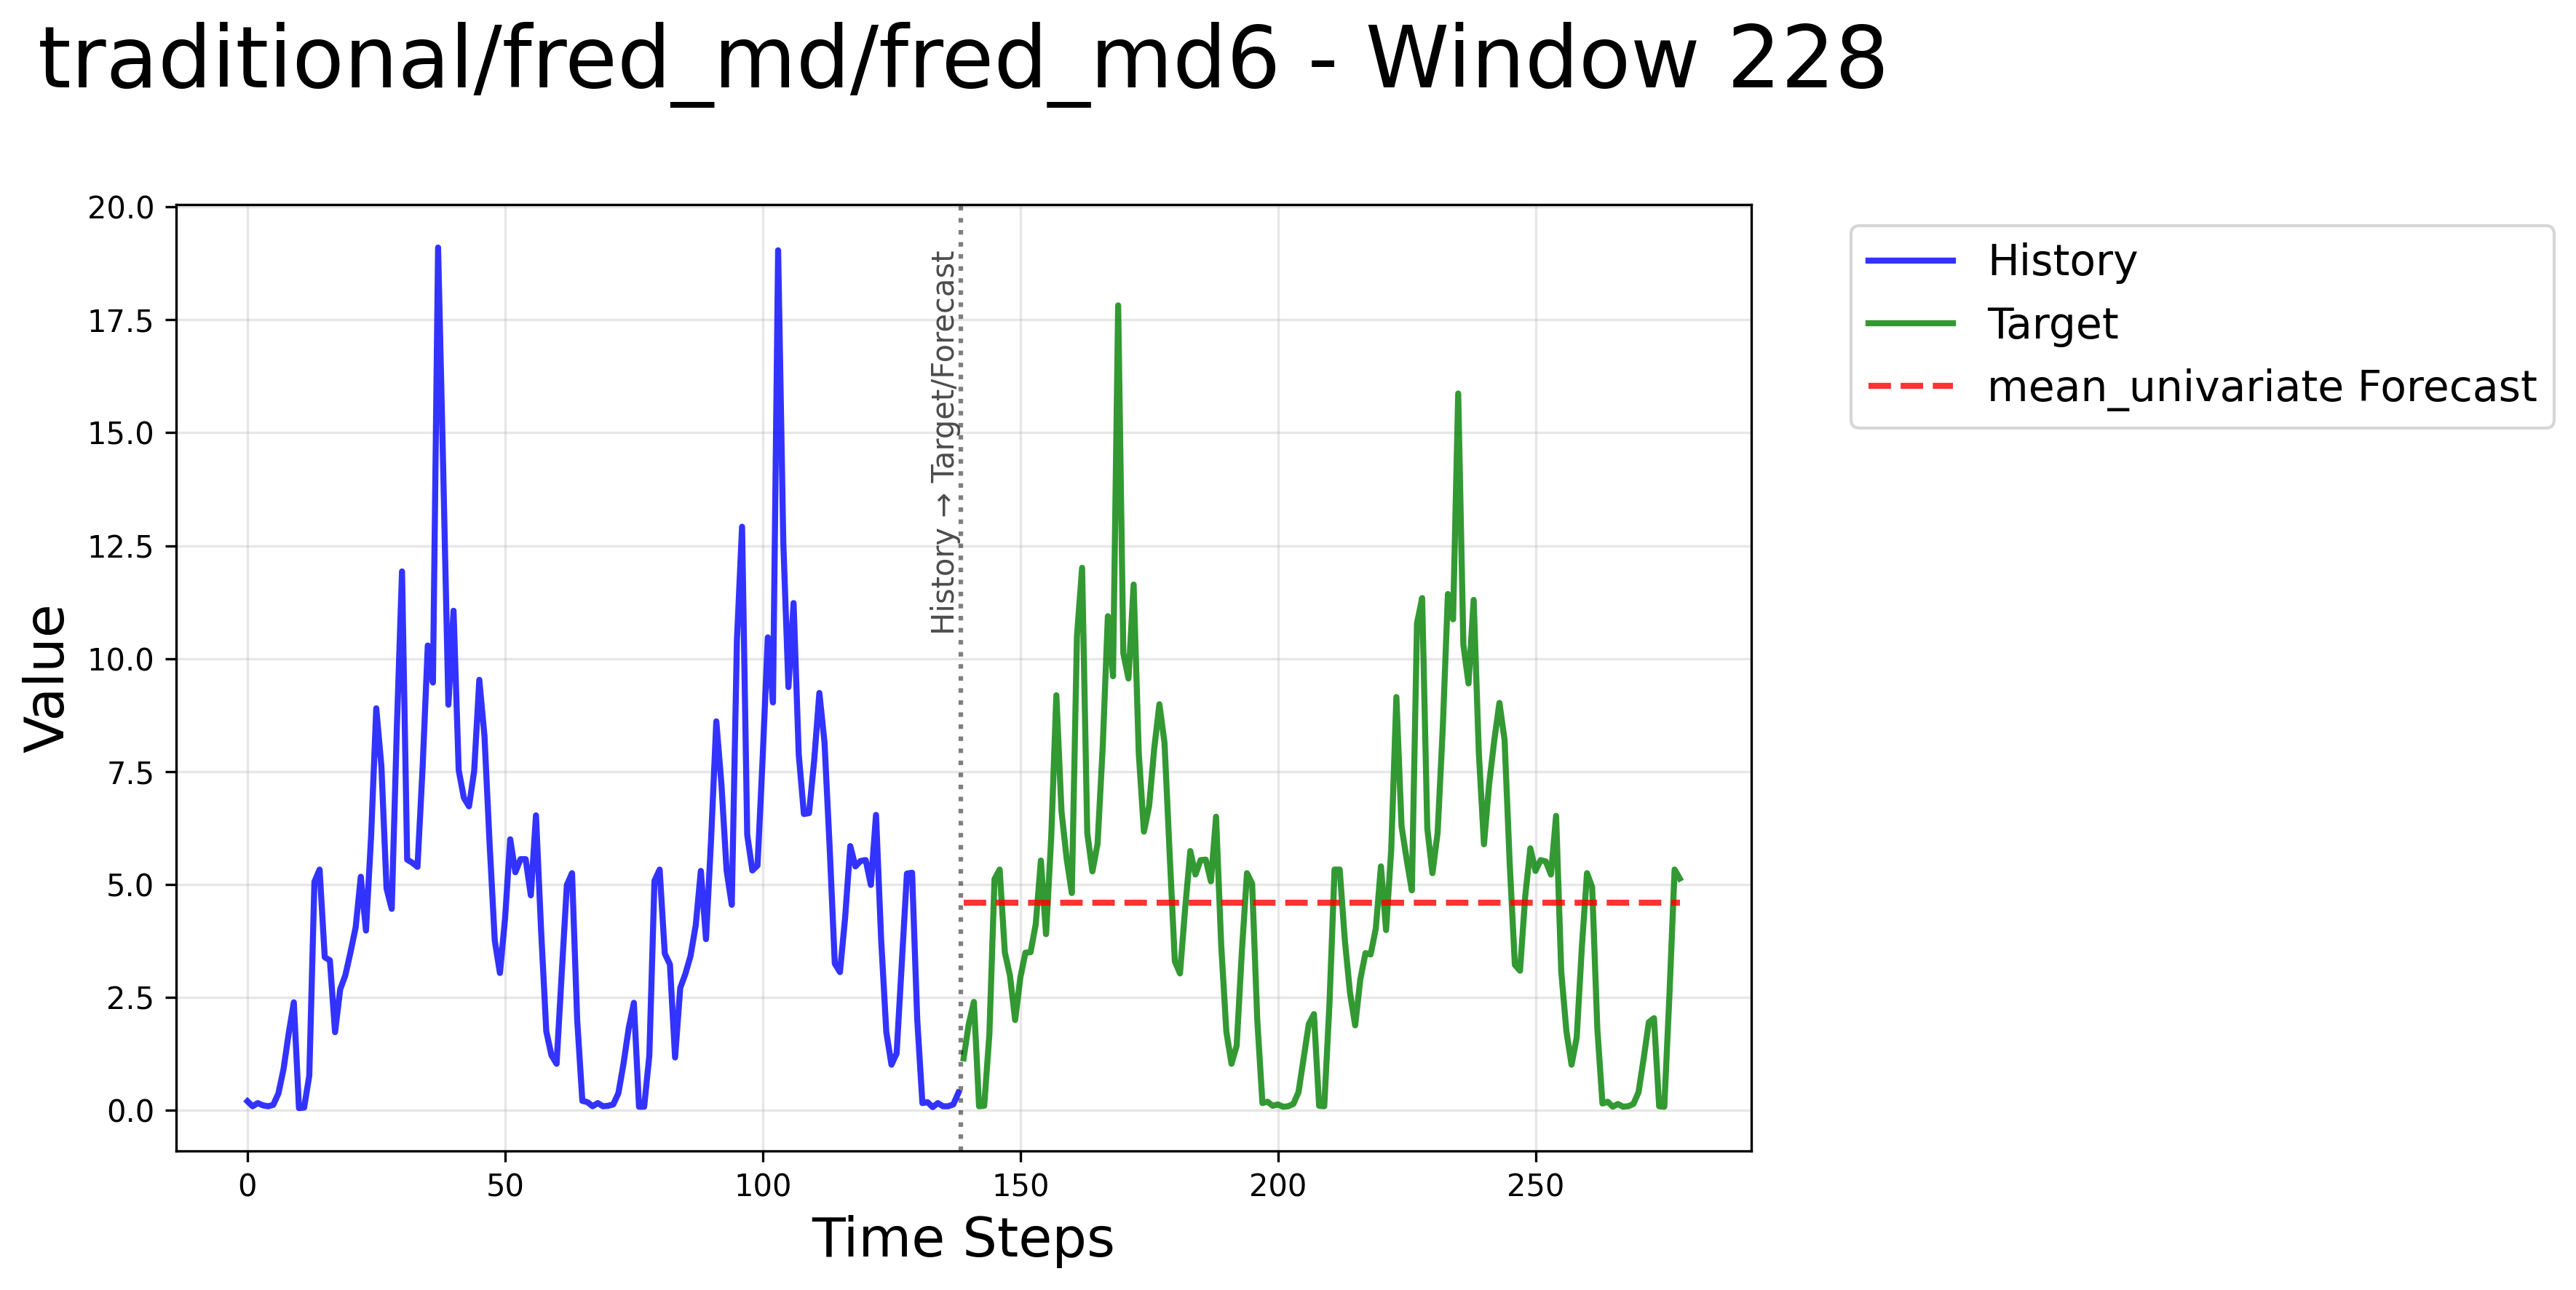 traditional/fred_md/fred_md6 - Window 228
20.0
17.5
15.0
12.5
10.0
7.5
5.0
2.5
0.0
Value
History → Target/Forecast
0
50
100
150
200
250
Time Steps
History
Target
mean_univariate Forecast